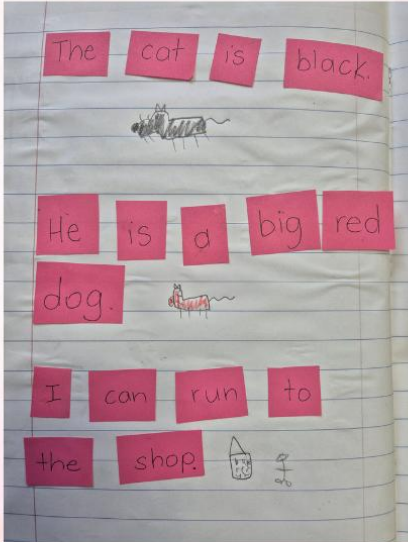 The cat is black.
He is a big red
dog.
I can run to
the shop.